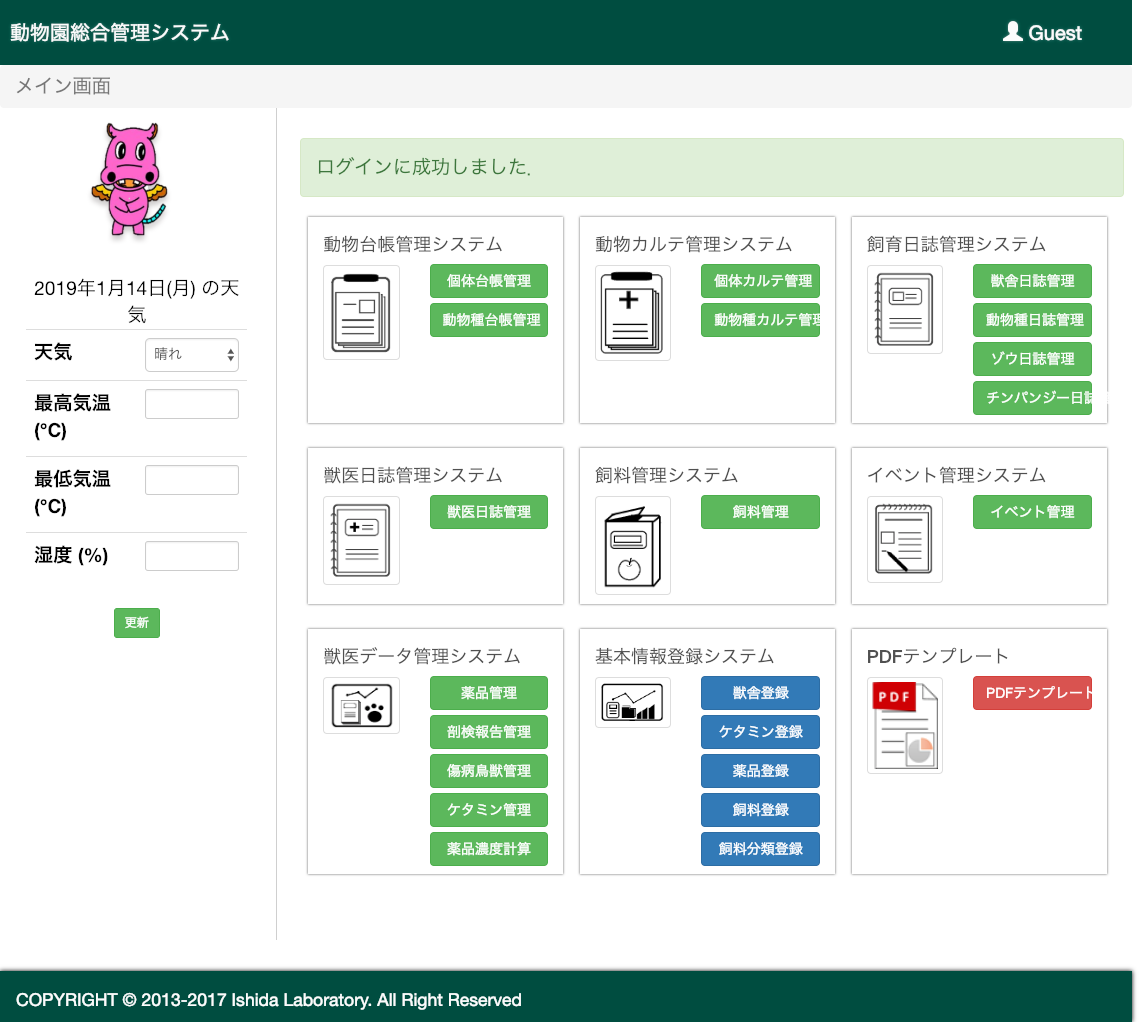 動物園総合管理システム
Guest
メイン画面
2019年1月14日(月) の天
気
天気
晴れ
最高気温
(°C)
最低気温
(°C)
湿度 (%)
更新
ログインに成功しました.
動物台帳管理システム
個体台帳管理
動物種台帳管理
動物カルテ管理システム
個体カルテ管理
動物種カルテ管理
飼育日誌管理システム
獣舎日誌管理
動物種日誌管理
ゾウ日誌管理
チンパンジー日誌
獣医日誌管理システム
獣医日誌管理
飼料管理システム
飼料管理
イベント管理システム
イベント管理
獣医データ管理システム
薬品管理
剖検報告管理
傷病鳥獣管理
ケタミン管理
薬品濃度計算
基本情報登録システム
獣舎登録
ケタミン登録
薬品登録
飼料登録
飼料分類登録
PDFテンプレート
PDF
PDFテンプレート
COPYRIGHT © 2013-2017 Ishida Laboratory. All Right Reserved